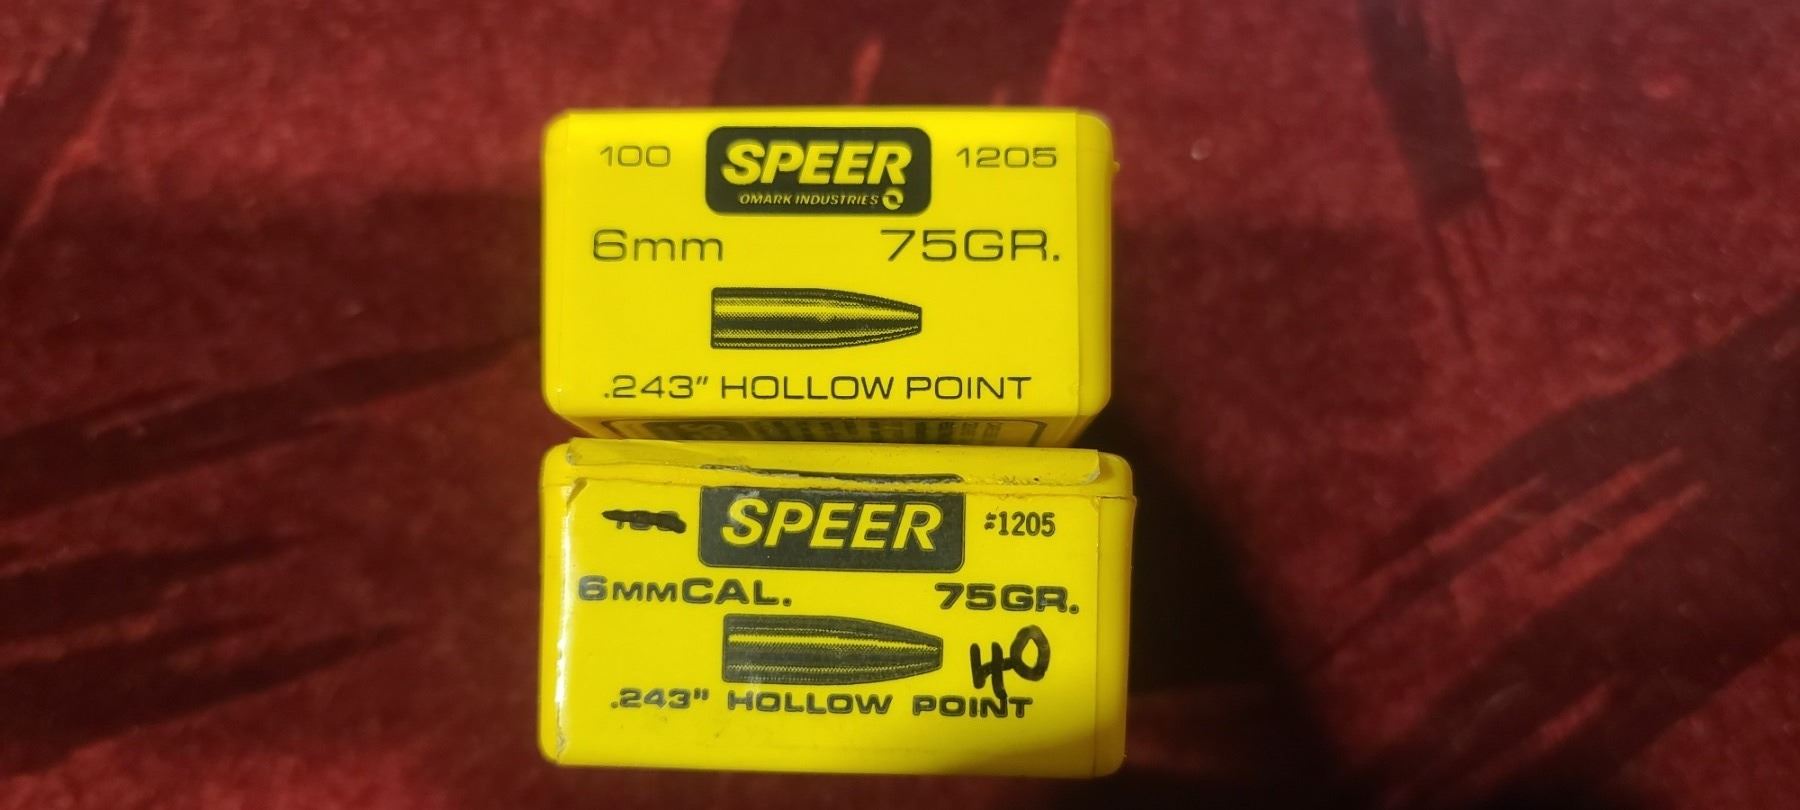 100 SPEER 1205
OMARK INDUSTRIES
6mm 75GR.
.243" HOLLOW POINT
SPEER #1205
6MMCAL. 75GR.
40
.243" HOLLOW POINT